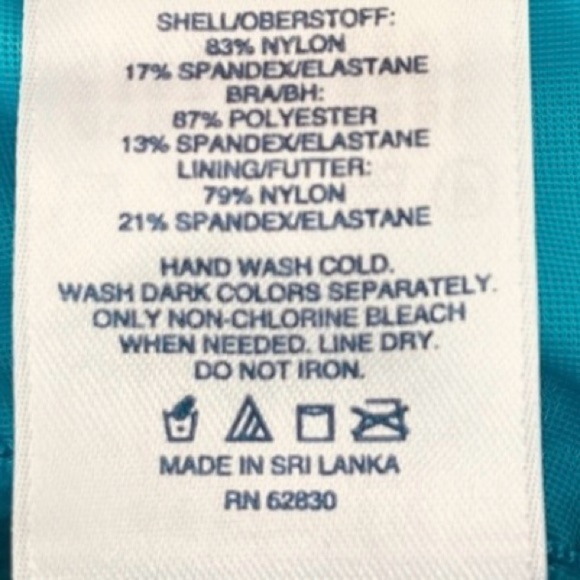 SHELL/OBERSTOFF:
83% NYLON
17% SPANDEX/ELASTANE
BRA/BH:
87% POLYESTER
13% SPANDEX/ELASTANE
LINING/FUTTER:
79% NYLON
21% SPANDEX/ELASTANE
HAND WASH COLD.
WASH DARK COLORS SEPARATELY.
ONLY NON-CHLORINE BLEACH
WHEN NEEDED. LINE DRY.
DO NOT IRON.
MADE IN SRI LANKA
RN 62830